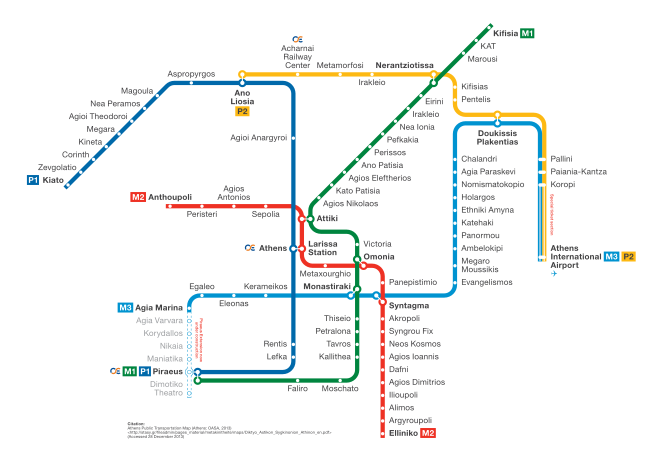 Kifisia M1
KAT
Marousi
Acharnai
Railway
Center
Metamorfosi
Nerantziotissa
Irakleio
Aspropyrgos
Ano
Liosia
P2
Kifisias
Pentelis
Magoula
Nea Peramos
Agioi Theodoroi
Megara
Kineta
Corinth
Zevgolatio
P1 Kiato
Eirini
Irakleio
Nea Ionia
Pefkakia
Perissos
Ano Patisia
Agios Eleftherios
Kato Patisia
Agios Nikolaos
Agioi Anargyroi
Doukissis
Plakentias
Chalandri
Agia Paraskevi
Nomismatokopio
Holargos
Ethniki Amyna
Katehaki
Panormou
Ambelokipi
Megaro
Moussikis
Evangelismos
Pallini
Paiania-Kantza
Koropi
Athens
International M3 P2
Airport
M2 Anthoupoli
Peristeri
Agios
Antonios
Sepolia
Attiki
Athens
Larissa
Station
Victoria
Omonia
Metaxourghio
Panepistimio
Monastiraki
Syntagma
Egaleo
Eleonas
Kerameikos
M3 Agia Marina
Agia Varvara
Korydallos
Nikaia
Maniatika
M1 P1 Piraeus
Dimotiko
Theatro
Rentis
Lefka
Thiseio
Petralona
Tavros
Kallithea
Faliro
Moschato
Akropoli
Syngrou Fix
Neos Kosmos
Agios Ioannis
Dafni
Agios Dimitrios
Ilioupoli
Alimos
Argyroupoli
Elliniko M2
Citation:
Athens Public Transportation Map (Athens: OASA, 2013)
(Accessed 26 December 2013)